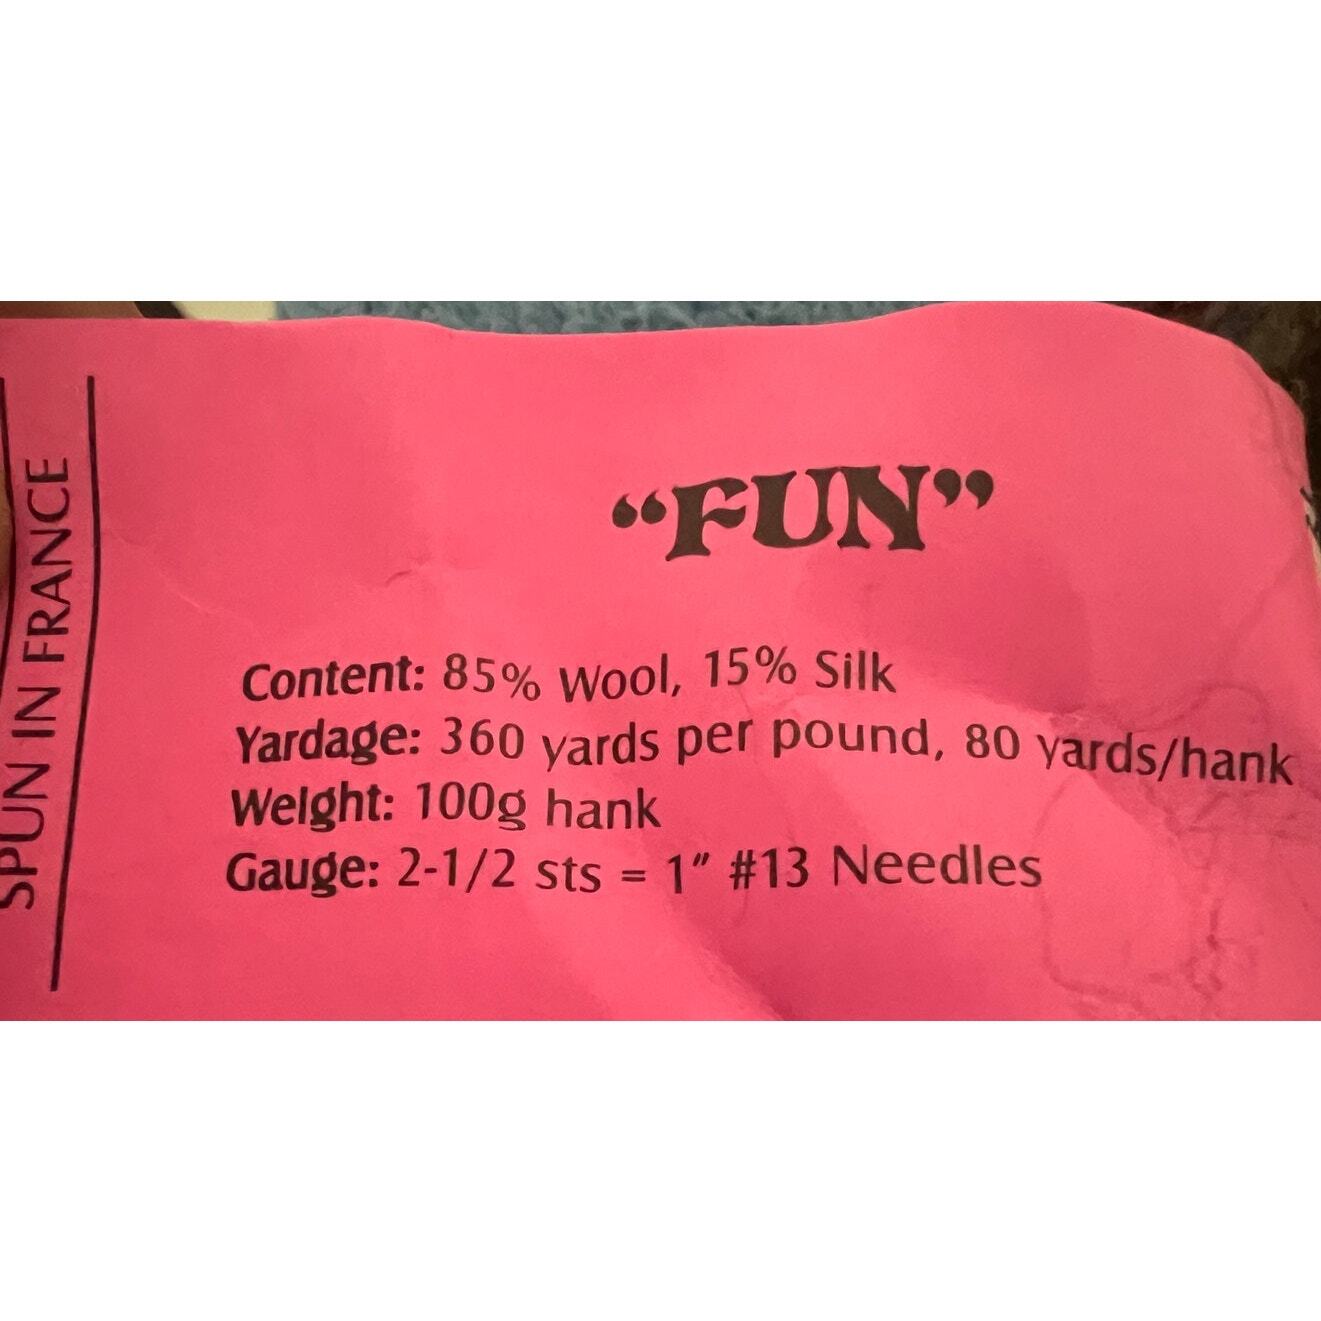 SPUN IN FRANCE
“FUN”
Content: 85% Wool, 15% Silk
Yardage: 360 yards per pound, 80 yards/hank
Weight: 100g hank
Gauge: 2-1/2 sts = 1” #13 Needles